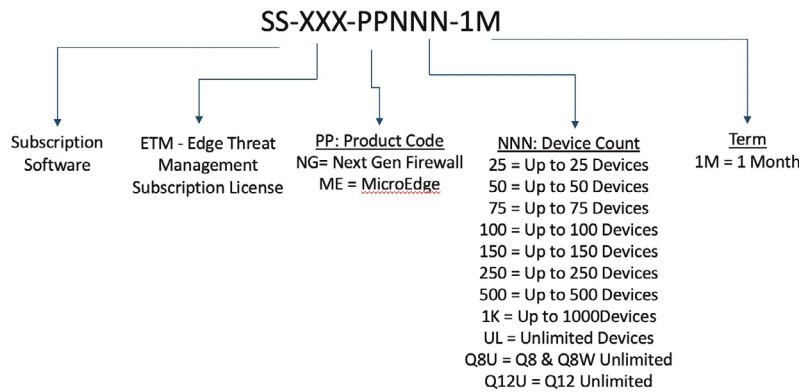 SS-XXX-PPNNN-1M
Subscription
Software
ETM - Edge Threat
Management
Subscription License
PP: Product Code
NG= Next Gen Firewall
ME = MicroEdge
NNN: Device Count
25 = Up to 25 Devices
50 = Up to 50 Devices
75 = Up to 75 Devices
100 = Up to 100 Devices
150 = Up to 150 Devices
250 = Up to 250 Devices
500 = Up to 500 Devices
1K = Up to 1000Devices
UL = Unlimited Devices
Q8U = Q8 & Q8W Unlimited
Q12U = Q12 Unlimited
Term
1M = 1 Month